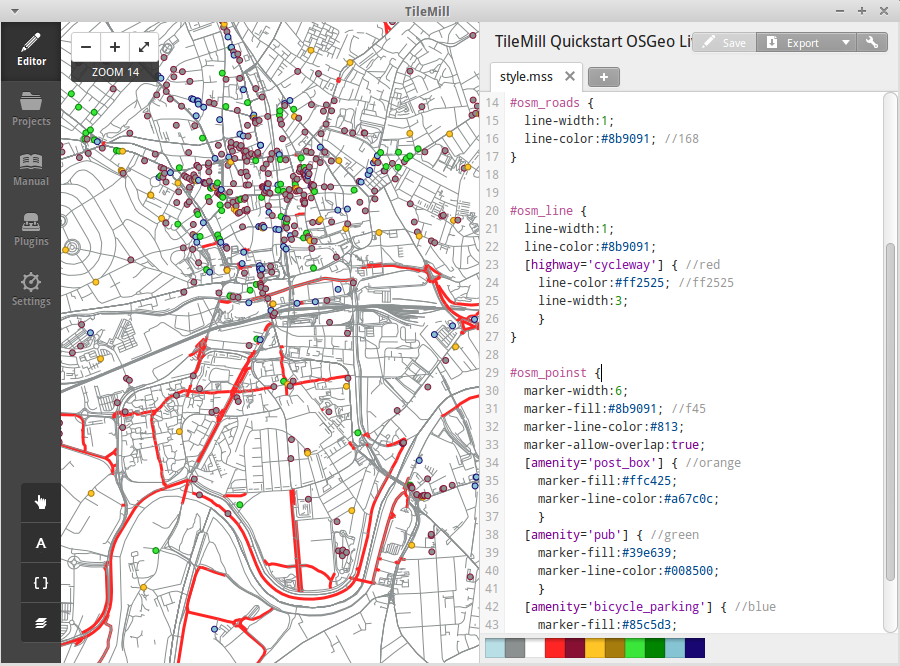 TileMill
Editor
Projects
Manual
Plugins
Settings
A
{ }
− + ⤢
ZOOM 14
TileMill Quickstart OSGeo Li
Save
Export
style.mss ✕ +
14 #osm_roads {
15 line-width:1;
16 line-color:#8b9091; //168
17 }
18
19
20 #osm_line {
21 line-width:1;
22 line-color:#8b9091;
23 [highway='cycleway'] { //red
24 line-color:#ff2525; //ff2525
25 line-width:3;
26 }
27 }
28
29 #osm_poinst {
30 marker-width:6;
31 marker-fill:#8b9091; //f45
32 marker-line-color:#813;
33 marker-allow-overlap:true;
34 [amenity='post_box'] { //orange
35 marker-fill:#ffc425;
36 marker-line-color:#a67c0c;
37 }
38 [amenity='pub'] { //green
39 marker-fill:#39e639;
40 marker-line-color:#008500;
41 }
42 [amenity='bicycle_parking'] { //blue
43 marker-fill:#85c5d3;